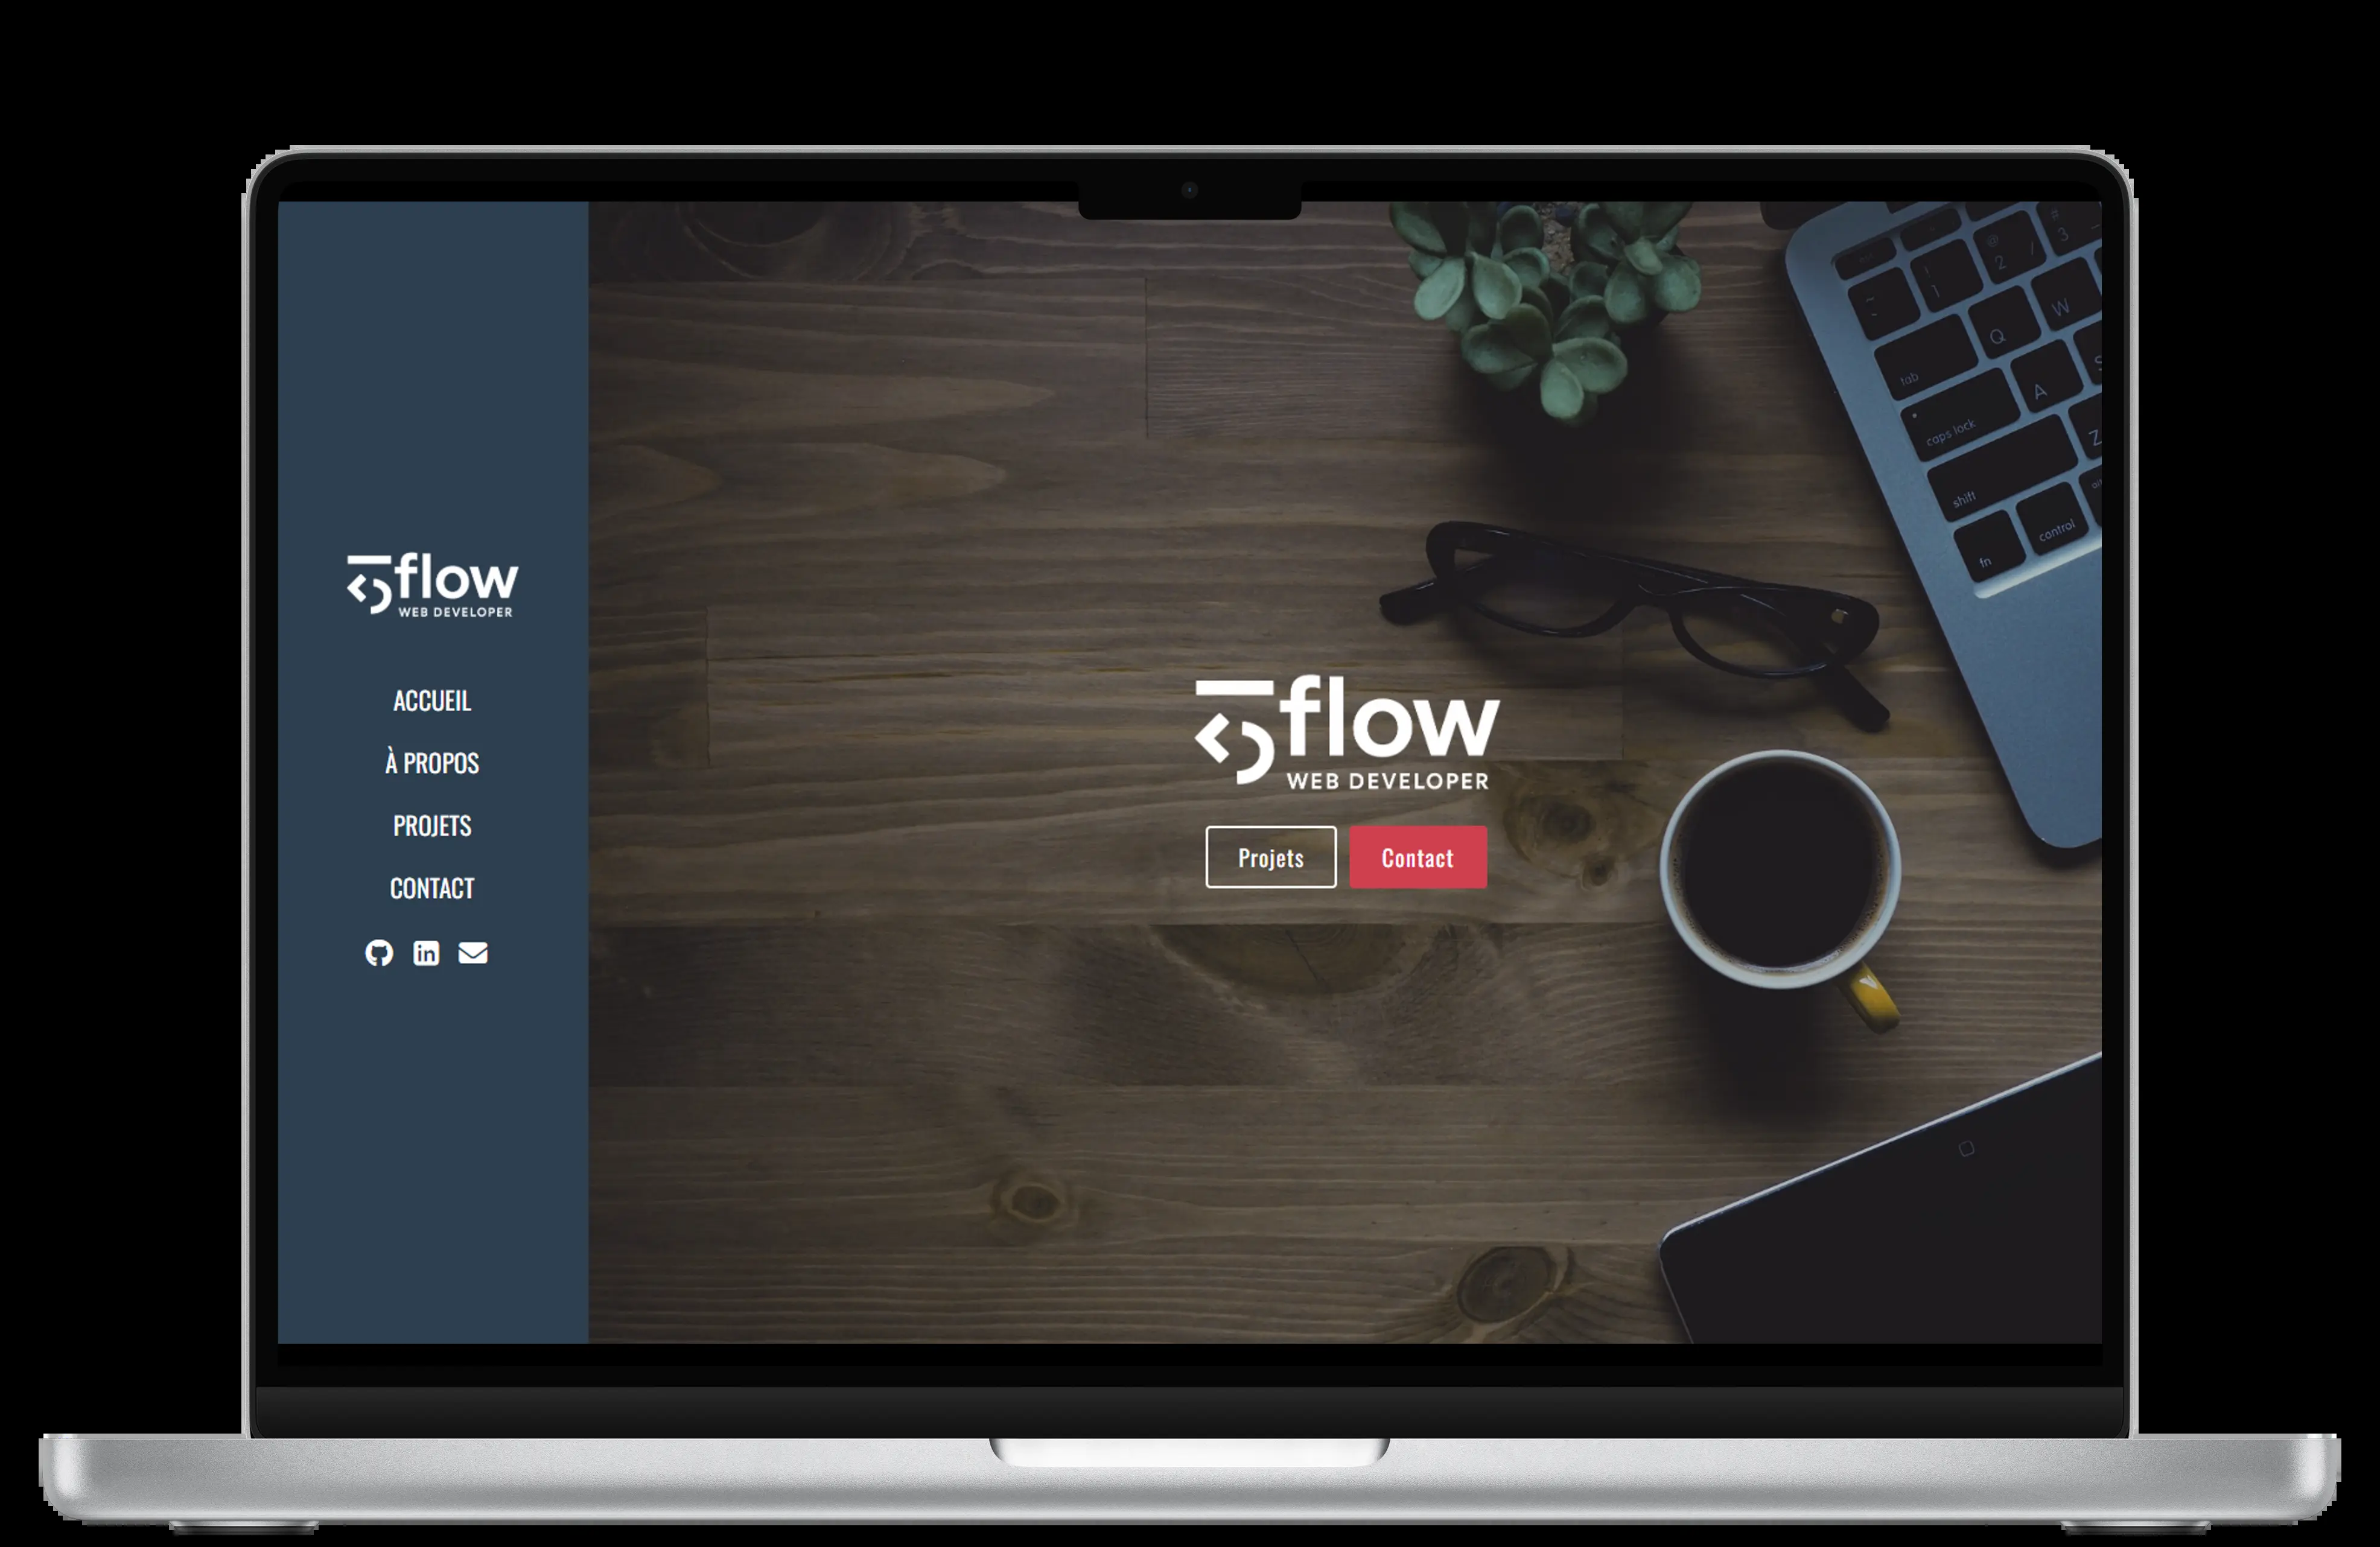 flow
WEB DEVELOPER
ACCUEIL
À PROPOS
PROJETS
CONTACT
in
flow
WEB DEVELOPER
Projets
Contact
~
! 1
@ 2
# 3
tab
Q
W
caps lock
A
shift
Z
fn
control